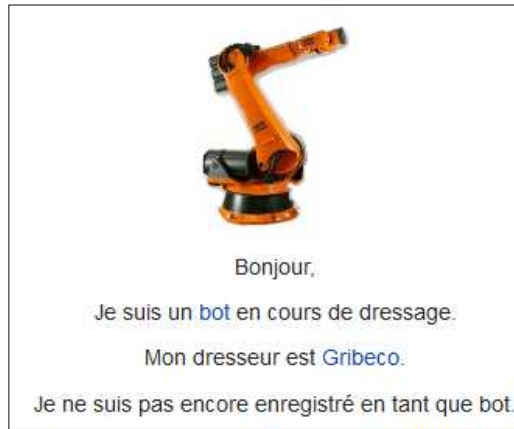 Bonjour,
Je suis un bot en cours de dressage.
Mon dresseur est Gribeco.
Je ne suis pas encore enregistré en tant que bot.